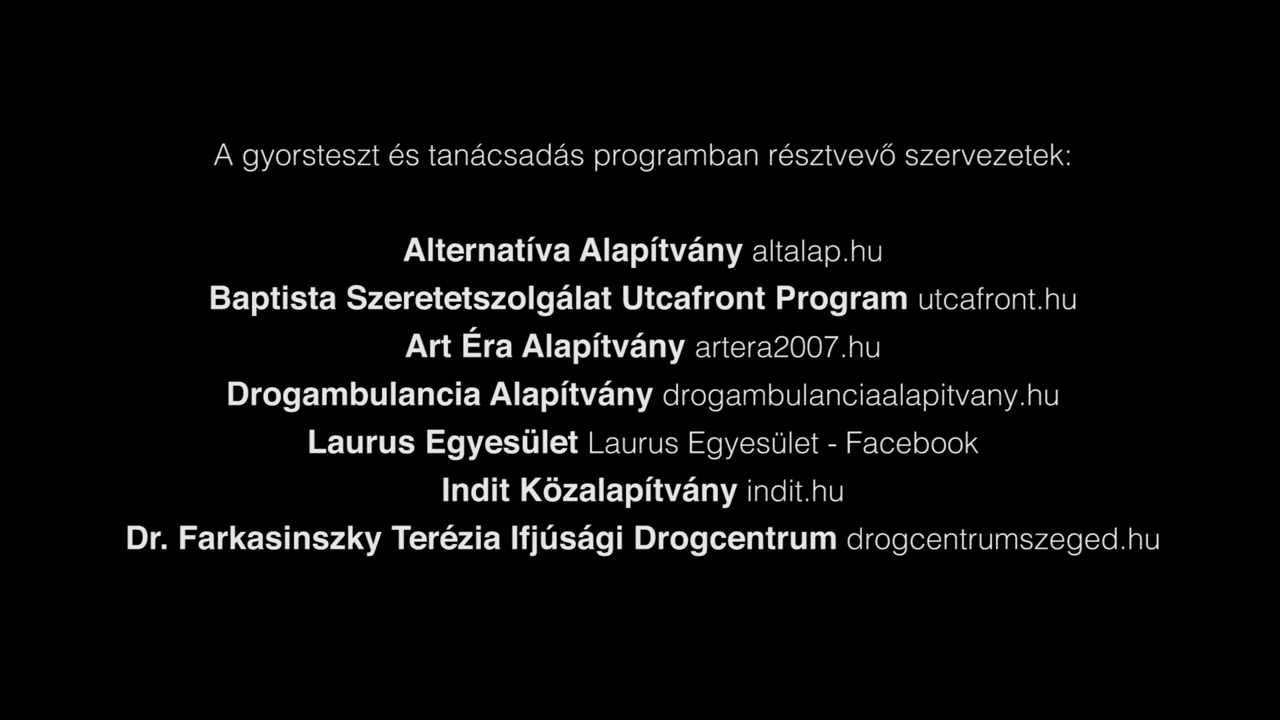 A gyorsteszt és tanácsadás programban résztvevő szervezetek:
Alternatíva Alapítvány altalap.hu
Baptista Szeretetszolgálat Utcafront Program utcafront.hu
Art Éra Alapítvány artera2007.hu
Drogambulancia Alapítvány drogambulanciaalapitvany.hu
Laurus Egyesület Laurus Egyesület - Facebook
Indit Közalapítvány indit.hu
Dr. Farkasinszky Terézia Ifjúsági Drogcentrum drogcentrumszeged.hu